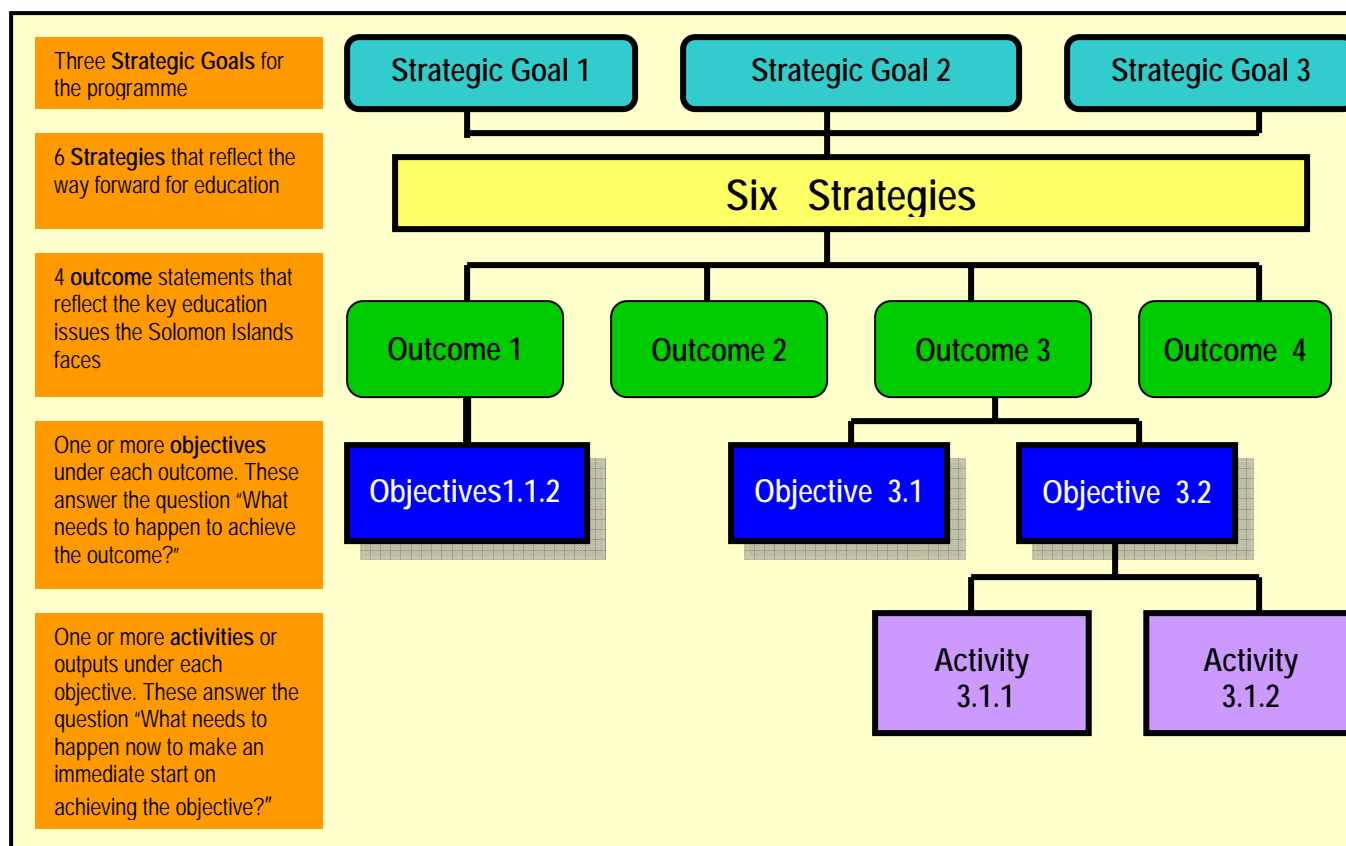 Three Strategic Goals for
the programme
Strategic Goal 1
Strategic Goal 2
Strategic Goal 3
6 Strategies that reflect the
way forward for education
Six Strategies
4 outcome statements that
reflect the key education
issues the Solomon Islands
faces
Outcome 1
Outcome 2
Outcome 3
Outcome 4
One or more objectives
under each outcome. These
answer the question “What
needs to happen to achieve
the outcome?”
Objectives1.1.2
Objective 3.1
Objective 3.2
One or more activities or
outputs under each
objective. These answer the
question “What needs to
happen now to make an
immediate start on
achieving the objective?”
Activity
3.1.1
Activity
3.1.2